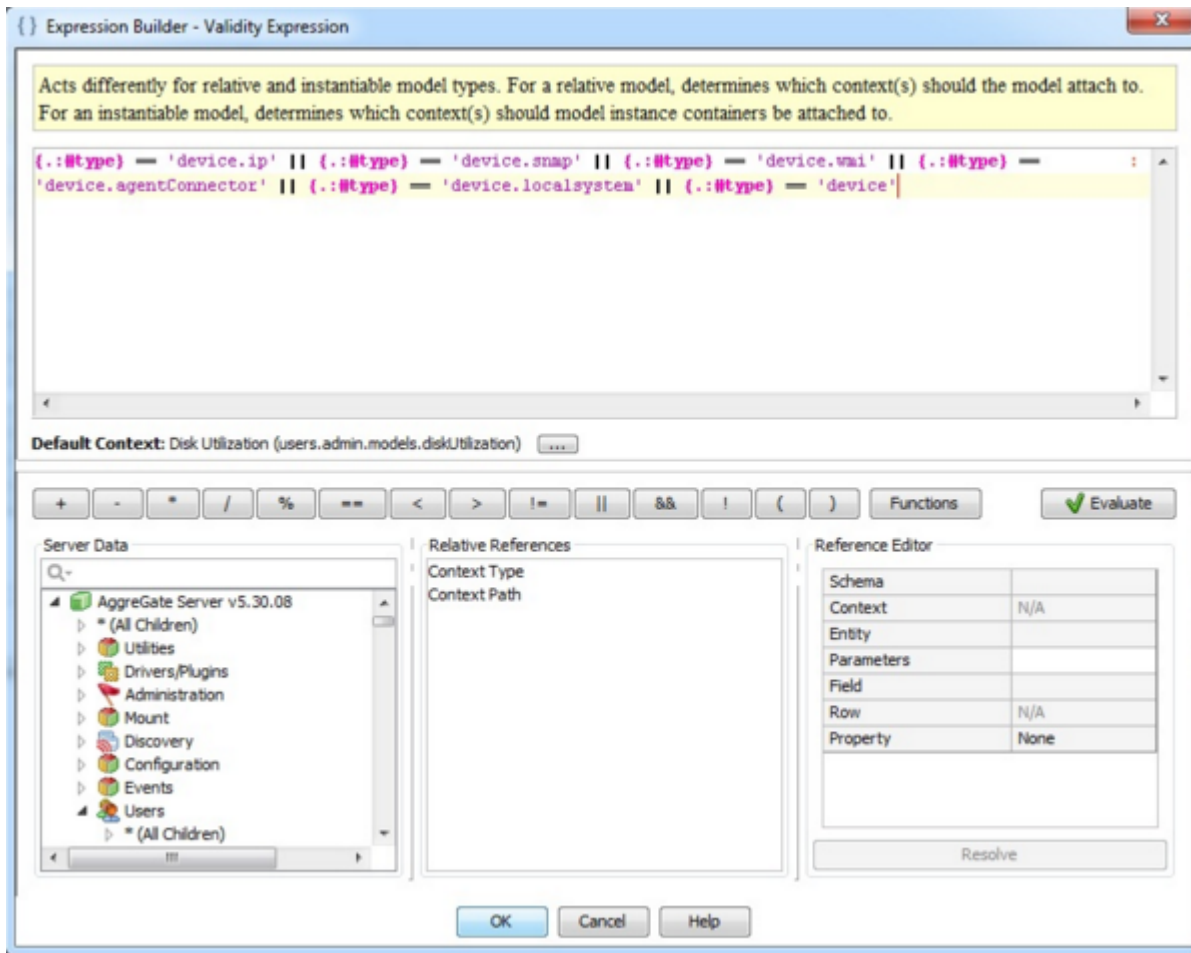 { } Expression Builder - Validity Expression
Acts differently for relative and instantiable model types. For a relative model, determines which context(s) should the model attach to.
For an instantiable model, determines which context(s) should model instance containers be attached to.
{.:#type} == 'device.ip' || {.:#type} == 'device.snmp' || {.:#type} == 'device.wmi' || {.:#type} ==
'device.agentConnector' || {.:#type} == 'device.localsystem' || {.:#type} == 'device'
Default Context: Disk Utilization (users.admin.models.diskUtilization) ...
+ - * / % == < > != || && ! ( ) Functions Evaluate
Server Data
AggreGate Server v5.30.08
* (All Children)
Utilities
Drivers/Plugins
Administration
Mount
Discovery
Configuration
Events
Users
* (All Children)
Relative References
Context Type
Context Path
Reference Editor
Schema
Context N/A
Entity
Parameters
Field
Row N/A
Property None
Resolve
OK Cancel Help